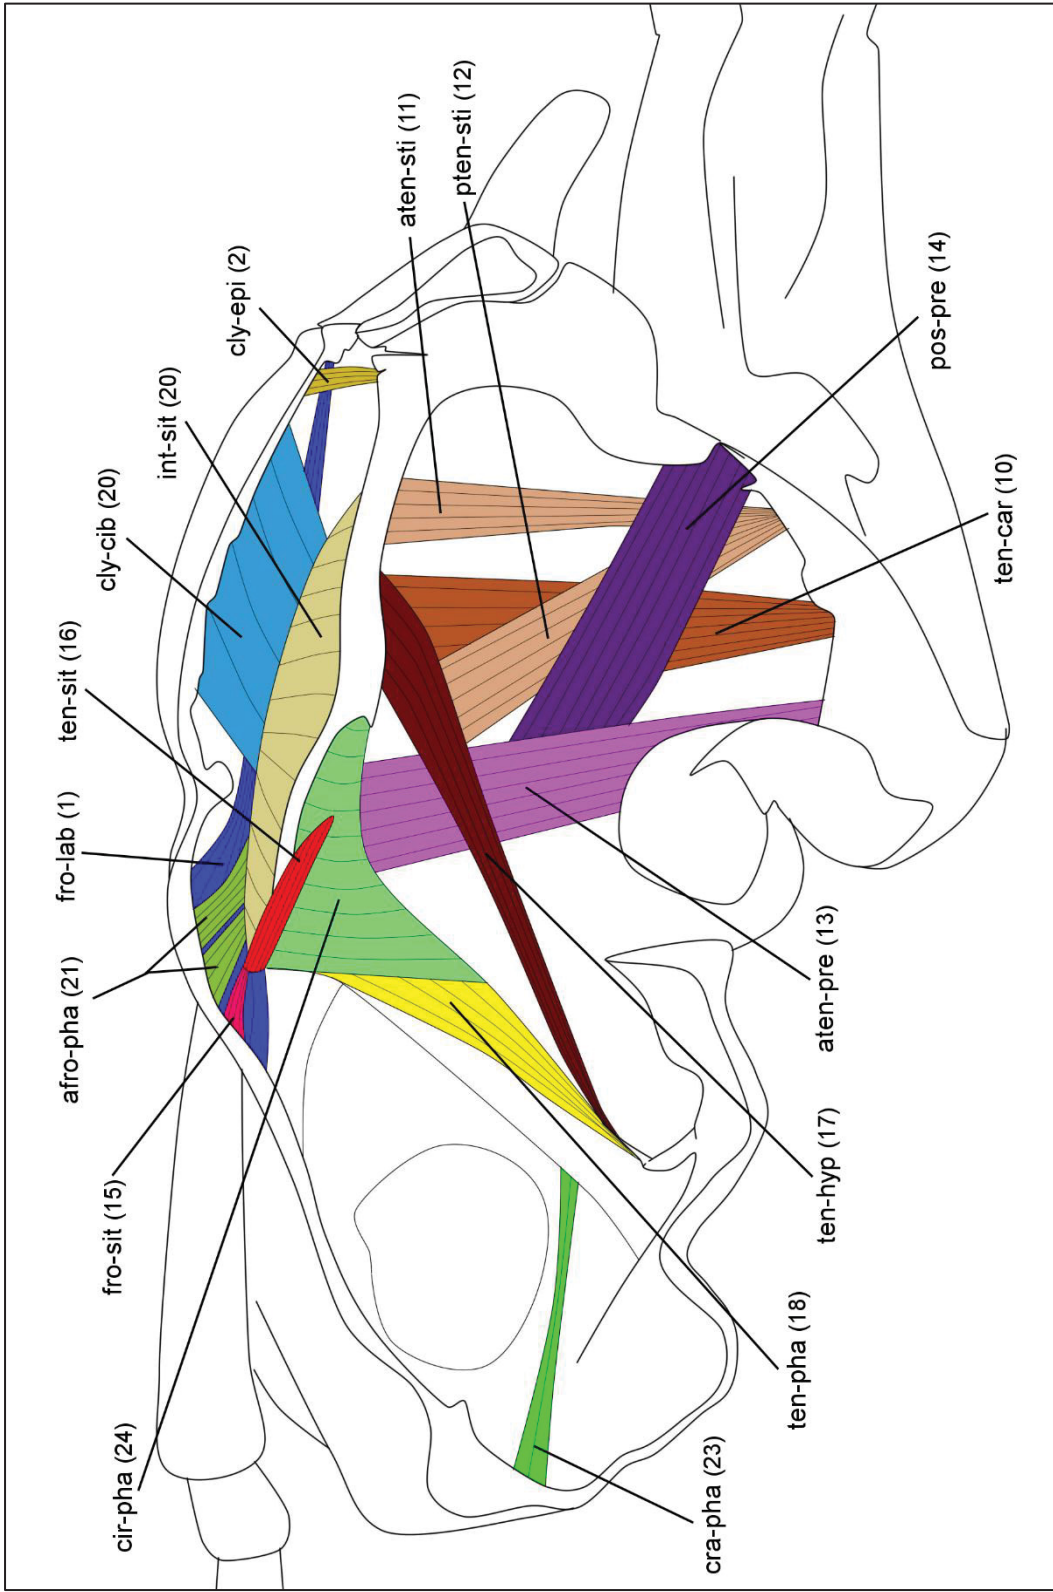 cir-pha (24)
fro-sit (15)
afro-pha (21)
fro-lab (1)
ten-sit (16)
cly-cib (20)
int-sit (20)
cly-epi (2)
aten-sti (11)
pten-sti (12)
cra-pha (23)
ten-pha (18)
ten-hyp (17)
aten-pre (13)
ten-car (10)
pos-pre (14)